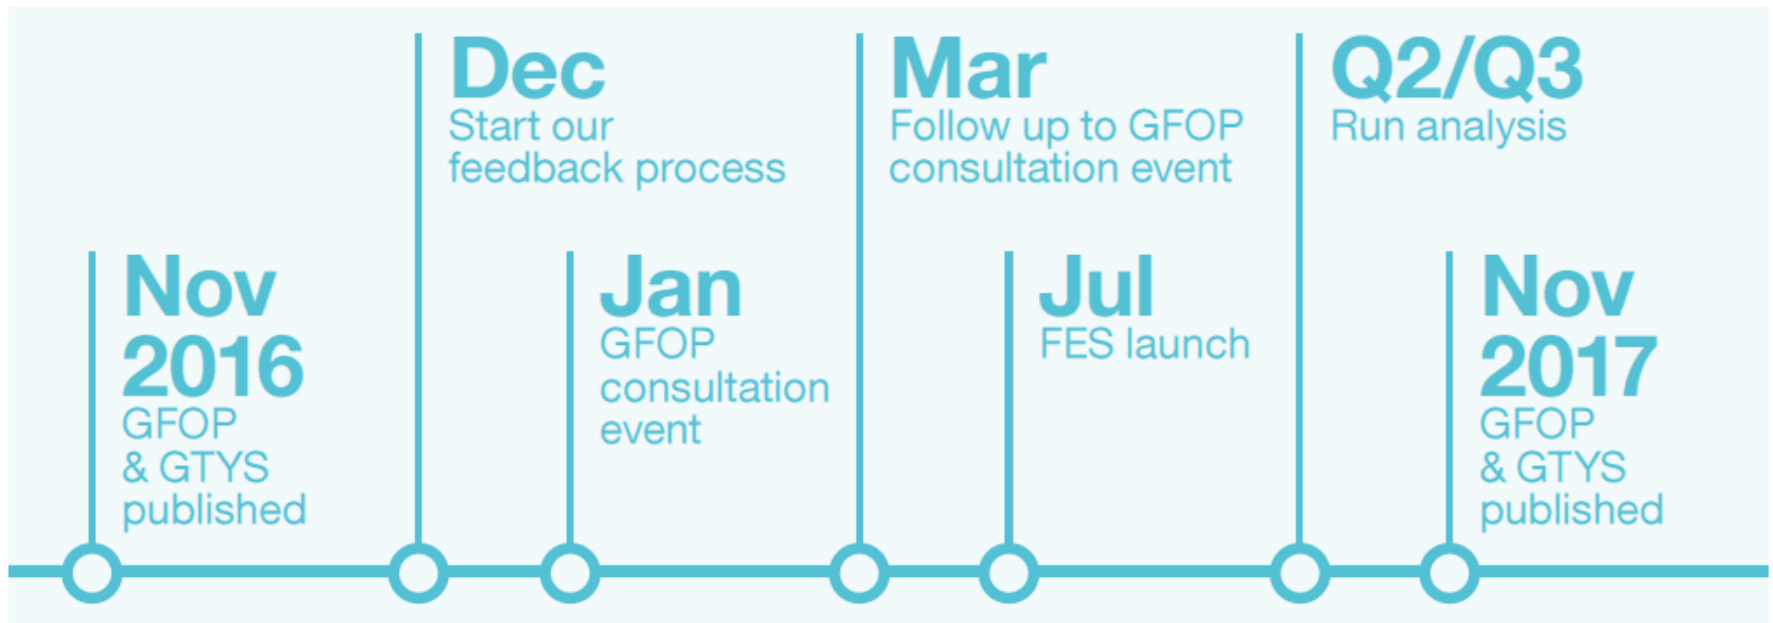 Nov
2016
GFOP
& GTYS
published
Dec
Start our
feedback process
Jan
GFOP
consultation
event
Mar
Follow up to GFOP
consultation event
Jul
FES launch
Q2/Q3
Run analysis
Nov
2017
GFOP
& GTYS
published